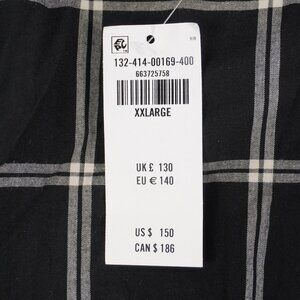 132-414-00169-400
663725758
XXLARGE
UK £ 130
EU € 140
US $ 150
CAN $ 186